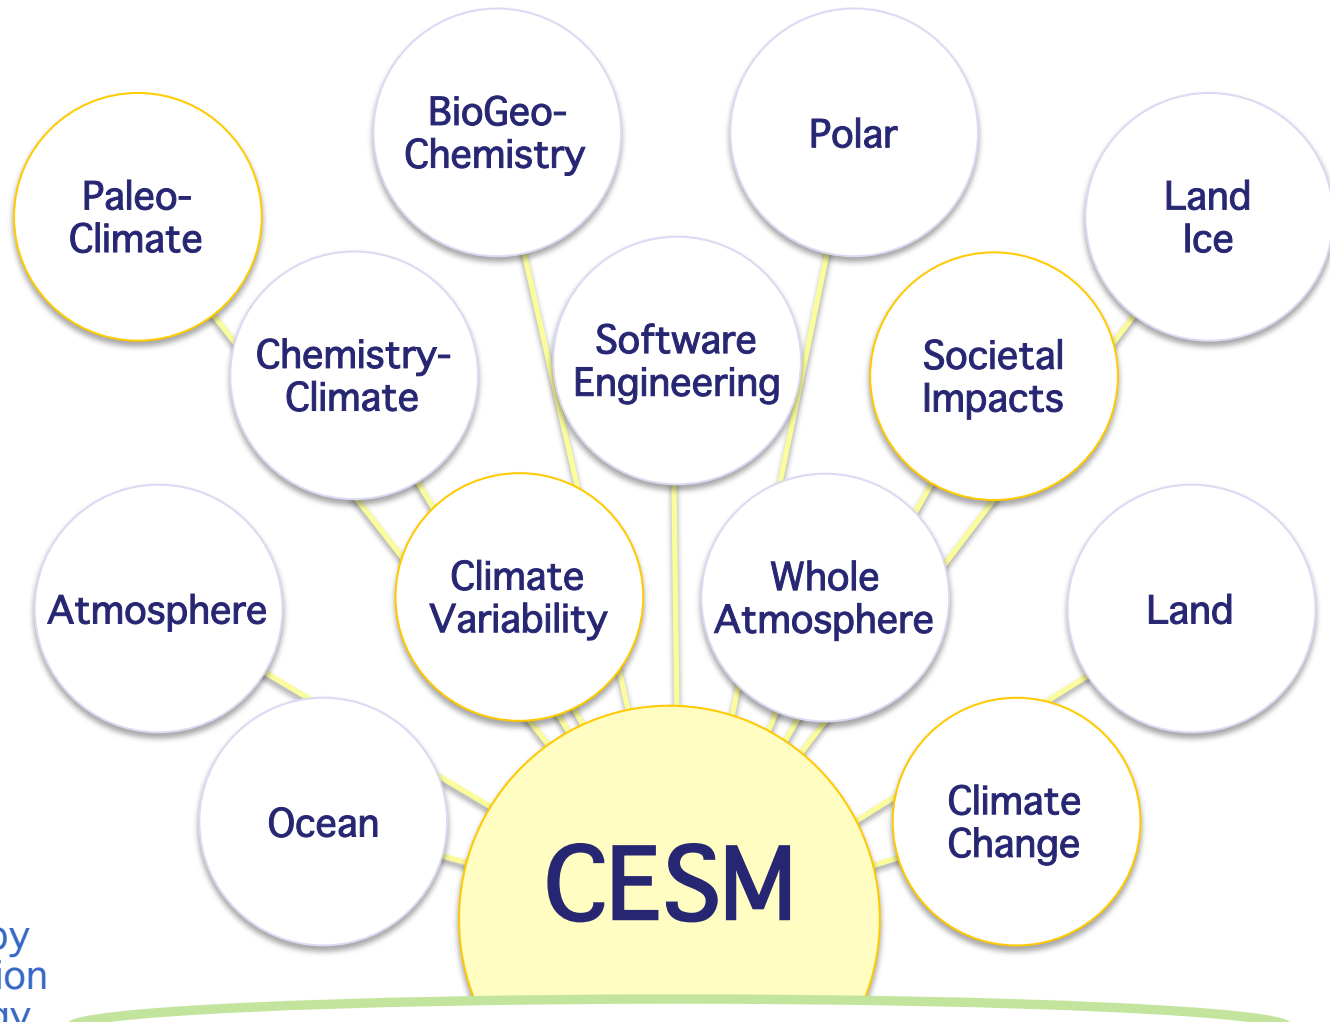 BioGeo-
Chemistry
Polar
Paleo-
Climate
Land
Ice
Chemistry-
Climate
Software
Engineering
Societal
Impacts
Atmosphere
Climate
Variability
Whole
Atmosphere
Land
Ocean
Climate
Change
CESM
by